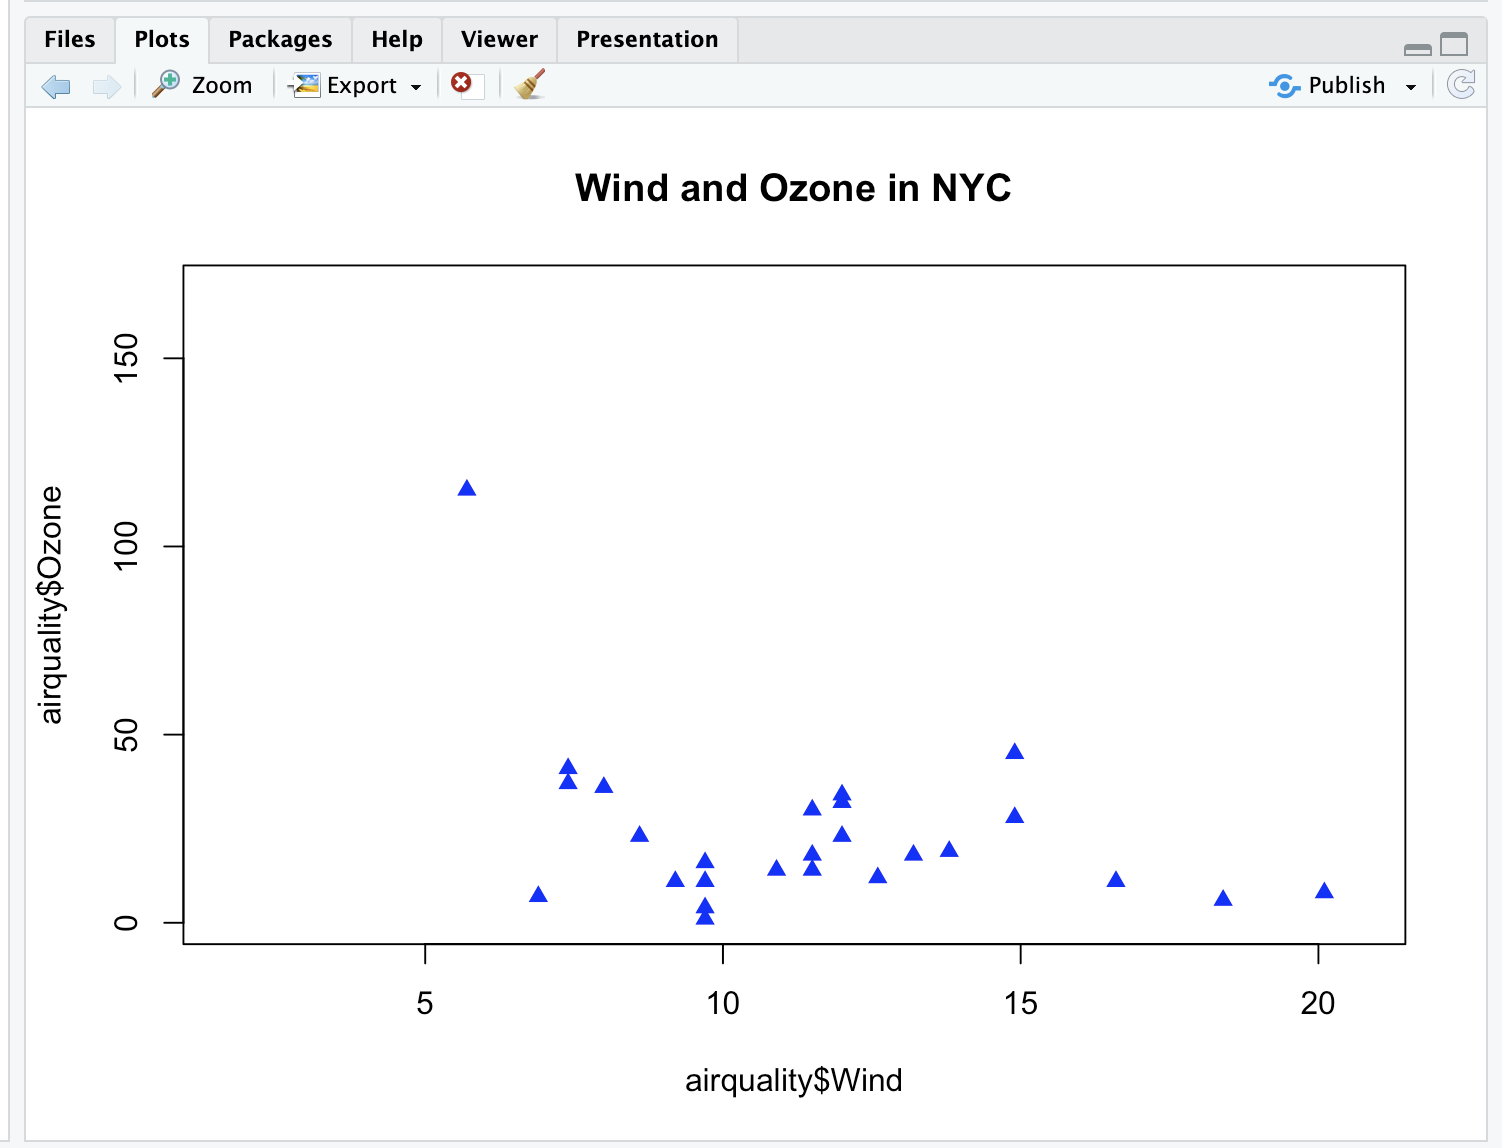 Files Plots Packages Help Viewer Presentation
Zoom Export Publish
Wind and Ozone in NYC
150
100
50
0
airquality$Ozone
5 10 15 20
airquality$Wind